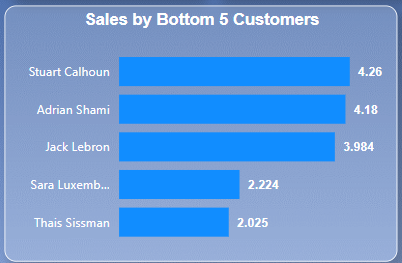 Sales by Bottom 5 Customers
Stuart Calhoun 4.26
Adrian Shami 4.18
Jack Lebron 3.984
Sara Luxemb... 2.224
Thais Sissman 2.025